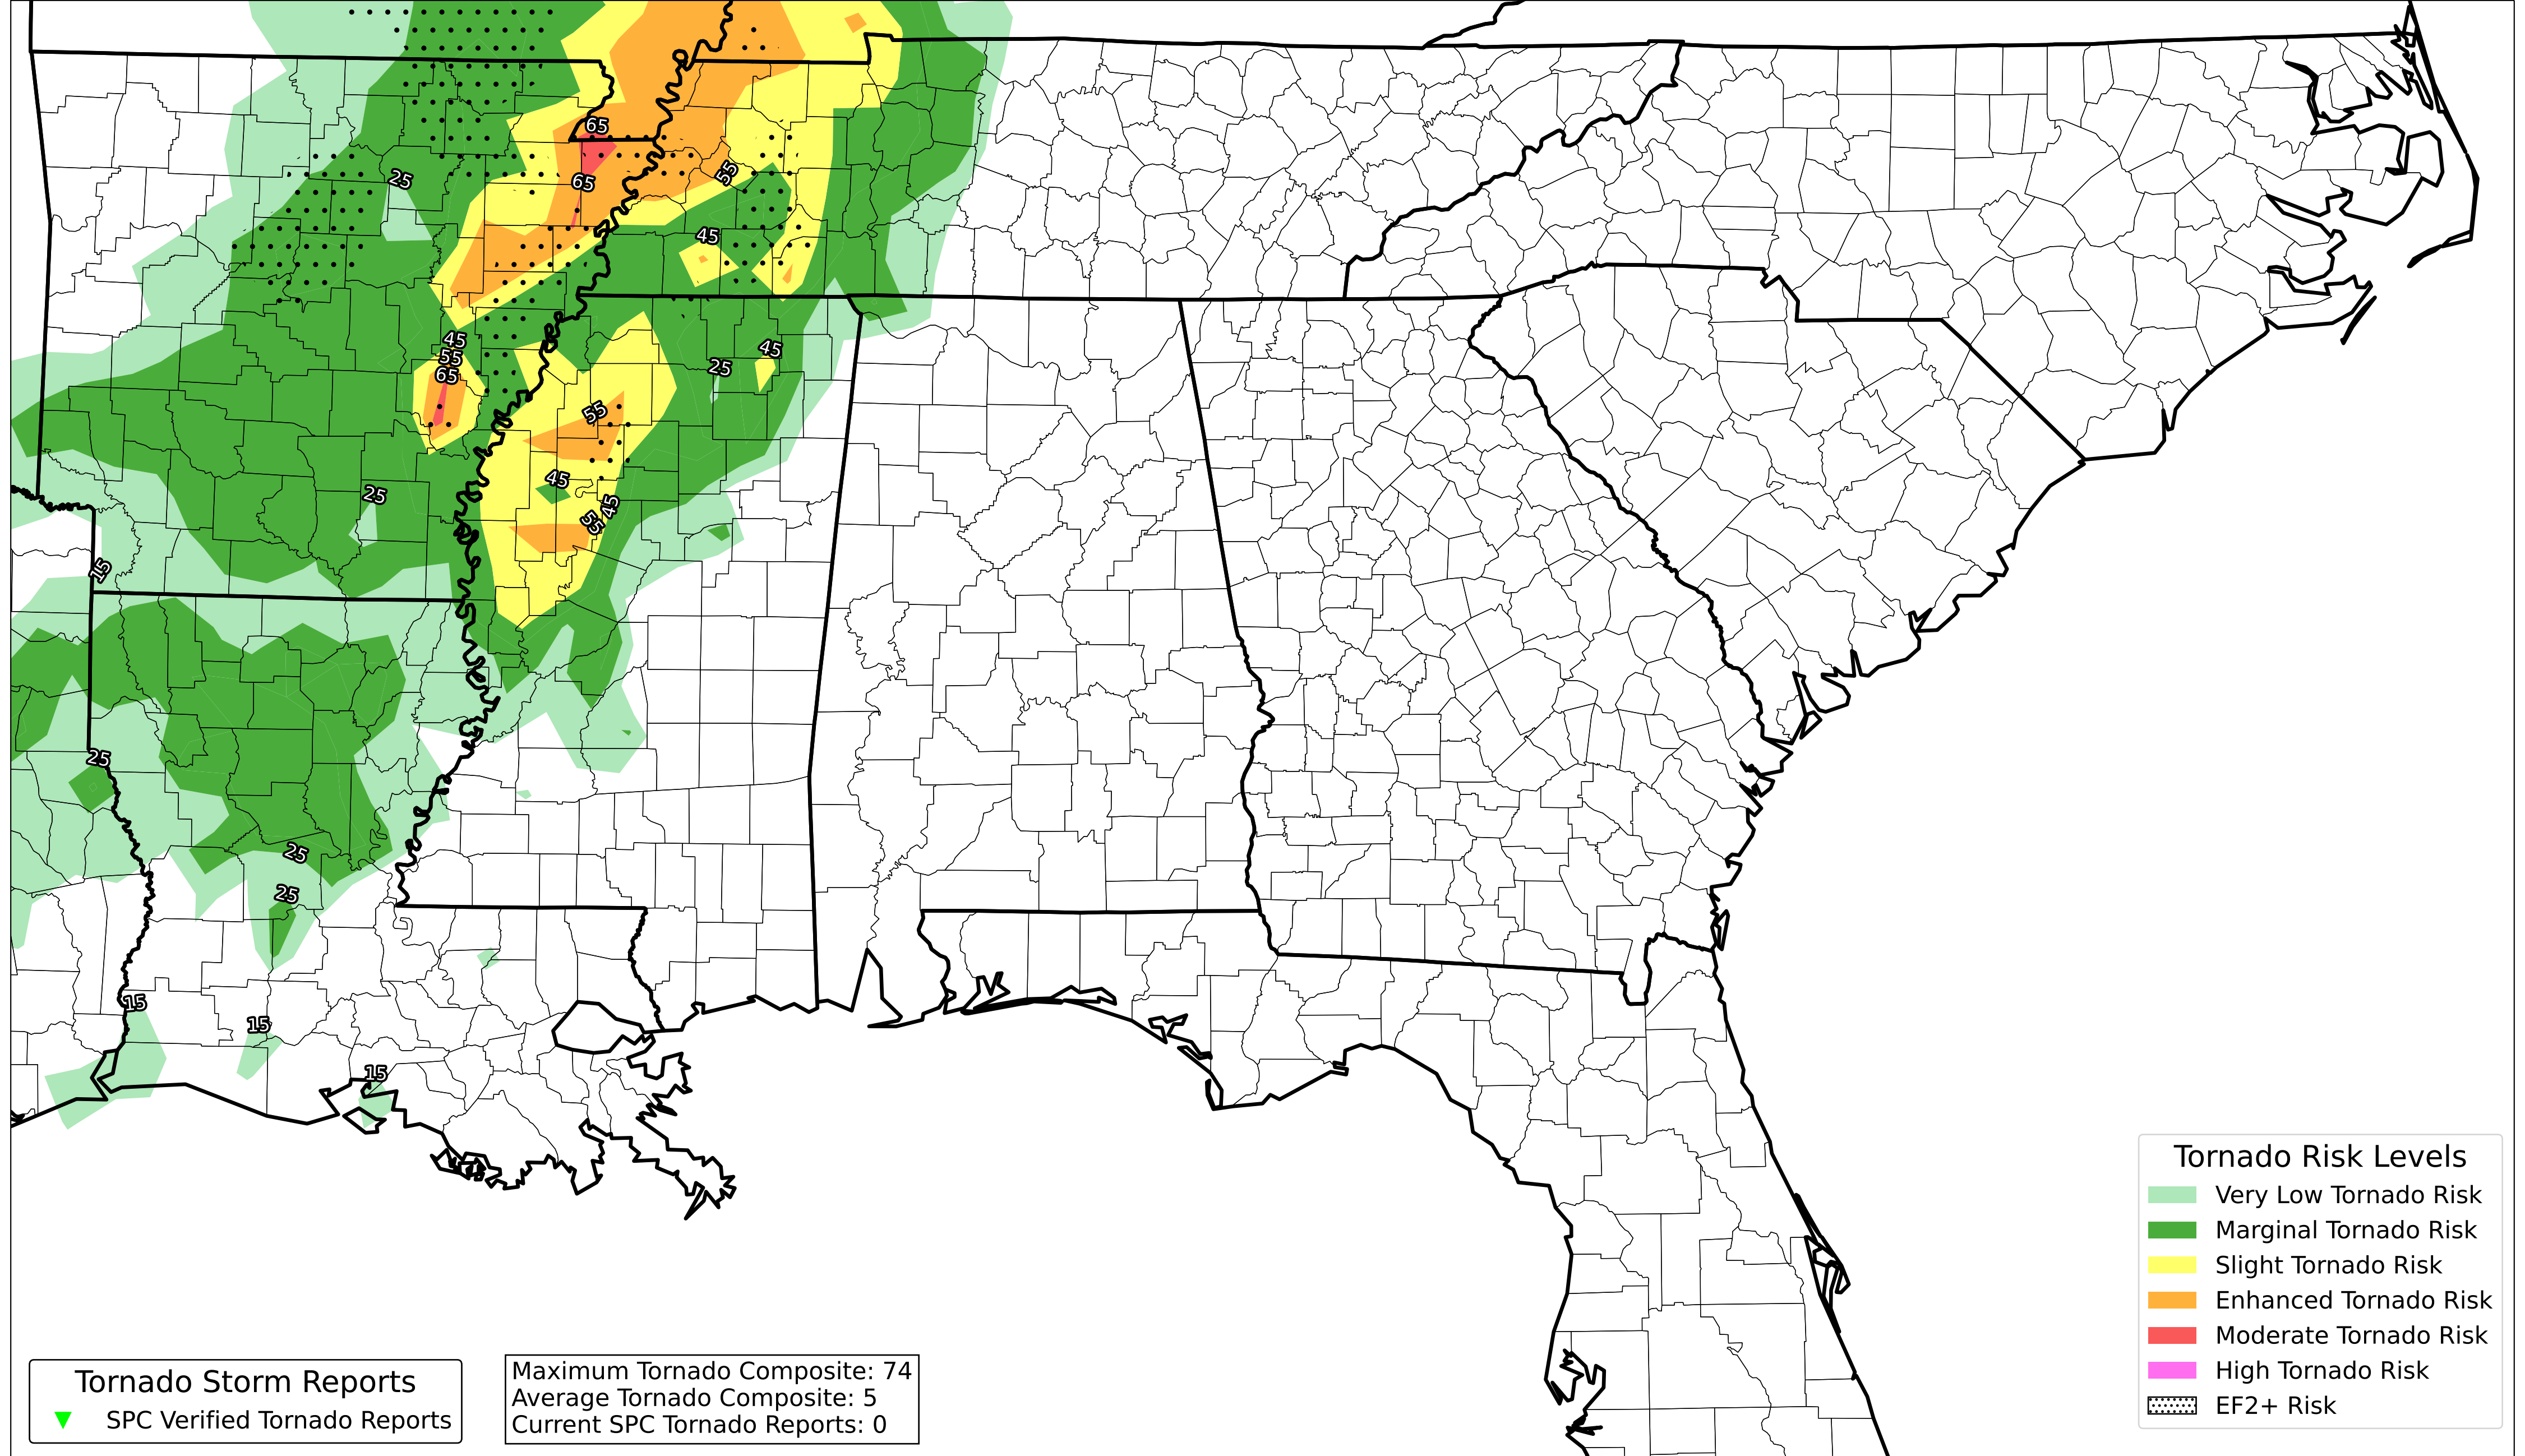 65
25
65
55
45
45
55
65
45
25
55
45
25
45
55
15
25
25
25
15
15
15
Tornado Risk Levels
Very Low Tornado Risk
Marginal Tornado Risk
Slight Tornado Risk
Enhanced Tornado Risk
Moderate Tornado Risk
High Tornado Risk
EF2+ Risk
Tornado Storm Reports
SPC Verified Tornado Reports
Maximum Tornado Composite: 74
Average Tornado Composite: 5
Current SPC Tornado Reports: 0